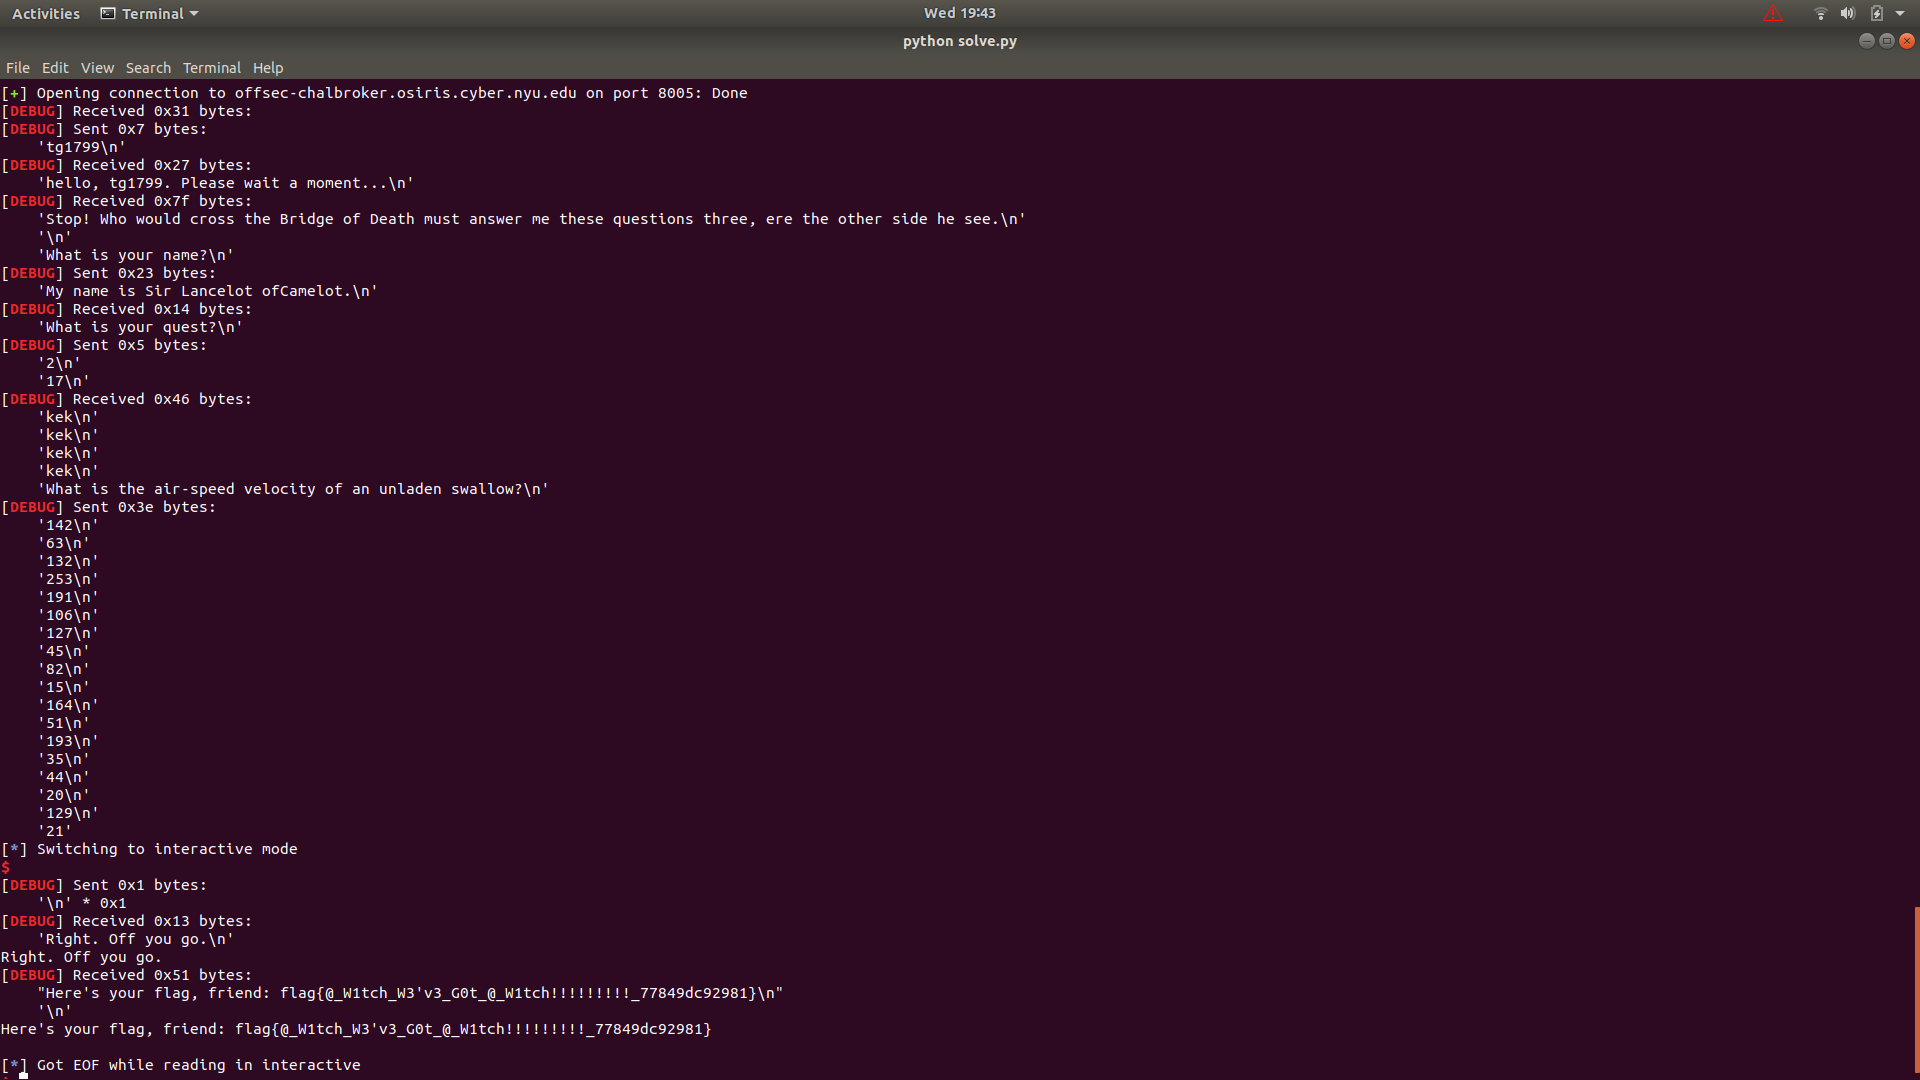 Activities Terminal Wed 19:43
python solve.py
File Edit View Search Terminal Help
[+] Opening connection to offsec-chalbroker.osiris.cyber.nyu.edu on port 8005: Done
[DEBUG] Received 0x31 bytes:
[DEBUG] Sent 0x7 bytes:
'tg1799\n'
[DEBUG] Received 0x27 bytes:
'hello, tg1799. Please wait a moment...\n'
[DEBUG] Received 0x7f bytes:
'Stop! Who would cross the Bridge of Death must answer me these questions three, ere the other side he see.\n'
'\n'
'What is your name?\n'
[DEBUG] Sent 0x23 bytes:
'My name is Sir Lancelot ofCamelot.\n'
[DEBUG] Received 0x14 bytes:
'What is your quest?\n'
[DEBUG] Sent 0x5 bytes:
'2\n'
'17\n'
[DEBUG] Received 0x46 bytes:
'kek\n'
'kek\n'
'kek\n'
'kek\n'
'What is the air-speed velocity of an unladen swallow?\n'
[DEBUG] Sent 0x3e bytes:
'142\n'
'63\n'
'132\n'
'253\n'
'191\n'
'106\n'
'127\n'
'45\n'
'82\n'
'15\n'
'164\n'
'51\n'
'193\n'
'35\n'
'44\n'
'20\n'
'129\n'
'21'
[*] Switching to interactive mode
$
[DEBUG] Sent 0x1 bytes:
'\n' * 0x1
[DEBUG] Received 0x13 bytes:
'Right. Off you go.\n'
Right. Off you go.
[DEBUG] Received 0x51 bytes:
"Here's your flag, friend: flag{@_W1tch_W3'v3_G0t_@_W1tch!!!!!!!!!_77849dc92981}\n"
'\n'
Here's your flag, friend: flag{@_W1tch_W3'v3_G0t_@_W1tch!!!!!!!!!_77849dc92981}
[*] Got EOF while reading in interactive